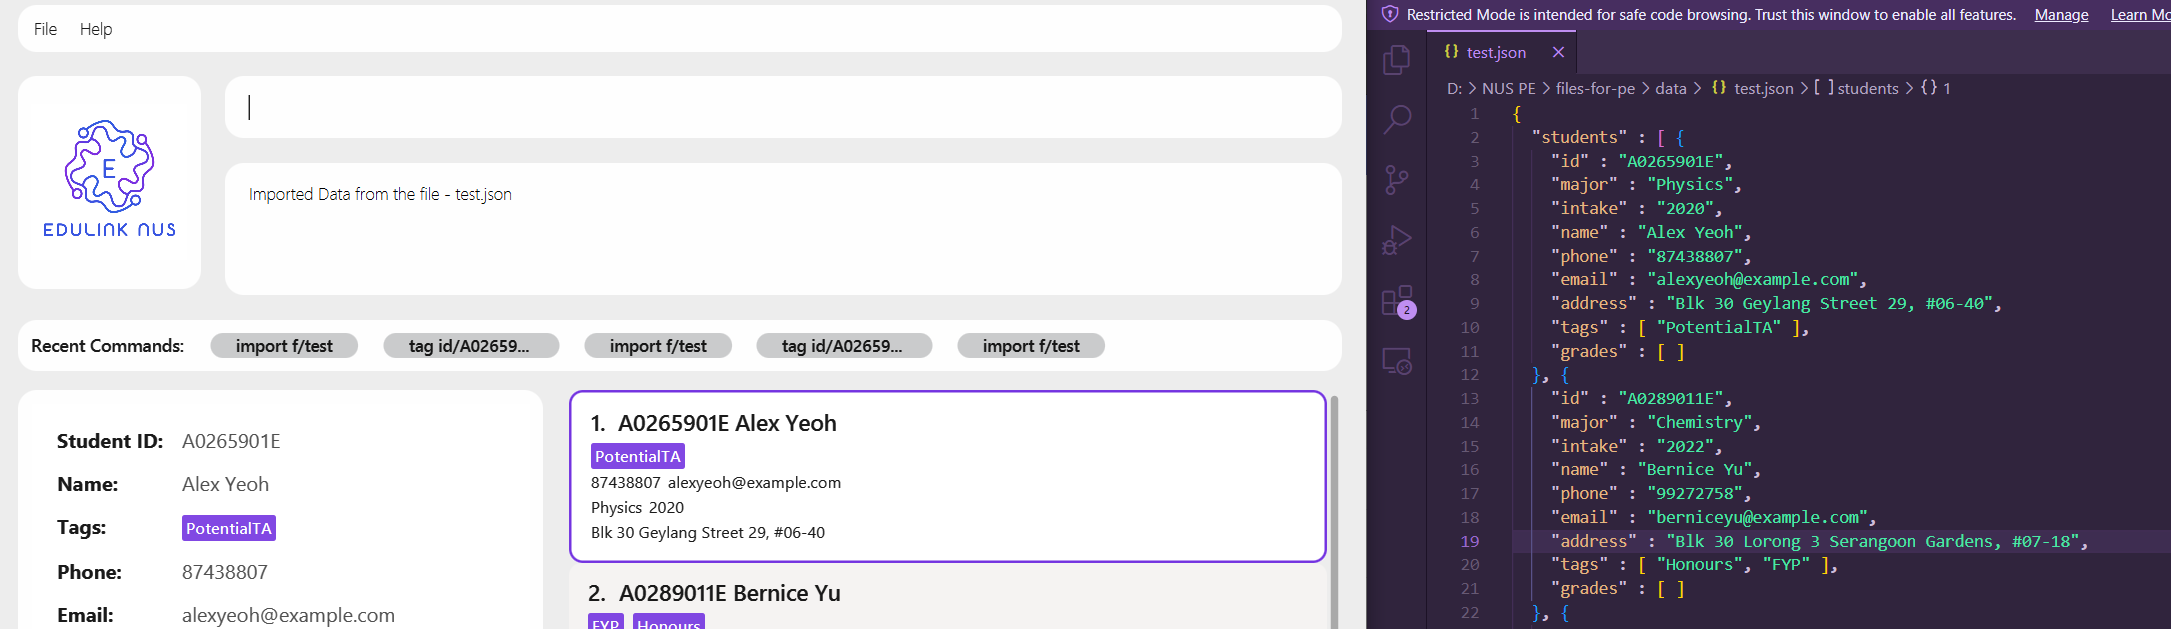 File Help
E
EDULINK NUS
Imported Data from the file - test.json
Recent Commands: import f/test tag id/A02659... import f/test tag id/A02659... import f/test
Student ID: A0265901E
Name: Alex Yeoh
Tags: PotentialTA
Phone: 87438807
Email: alexyeoh@example.com
1. A0265901E Alex Yeoh
PotentialTA
87438807 alexyeoh@example.com
Physics 2020
Blk 30 Geylang Street 29, #06-40
2. A0289011E Bernice Yu
FYP Honours
Restricted Mode is intended for safe code browsing. Trust this window to enable all features. Manage Learn Mo
{} test.json ×
D: > NUS PE > files-for-pe > data > {} test.json > [ ] students > {} 1
2
1 {
2 "students" : [ {
3 "id" : "A0265901E",
4 "major" : "Physics",
5 "intake" : "2020",
6 "name" : "Alex Yeoh",
7 "phone" : "87438807",
8 "email" : "alexyeoh@example.com",
9 "address" : "Blk 30 Geylang Street 29, #06-40",
10 "tags" : [ "PotentialTA" ],
11 "grades" : [ ]
12 }, {
13 "id" : "A0289011E",
14 "major" : "Chemistry",
15 "intake" : "2022",
16 "name" : "Bernice Yu",
17 "phone" : "99272758",
18 "email" : "berniceyu@example.com",
19 "address" : "Blk 30 Lorong 3 Serangoon Gardens, #07-18",
20 "tags" : [ "Honours", "FYP" ],
21 "grades" : [ ]
22 }, {